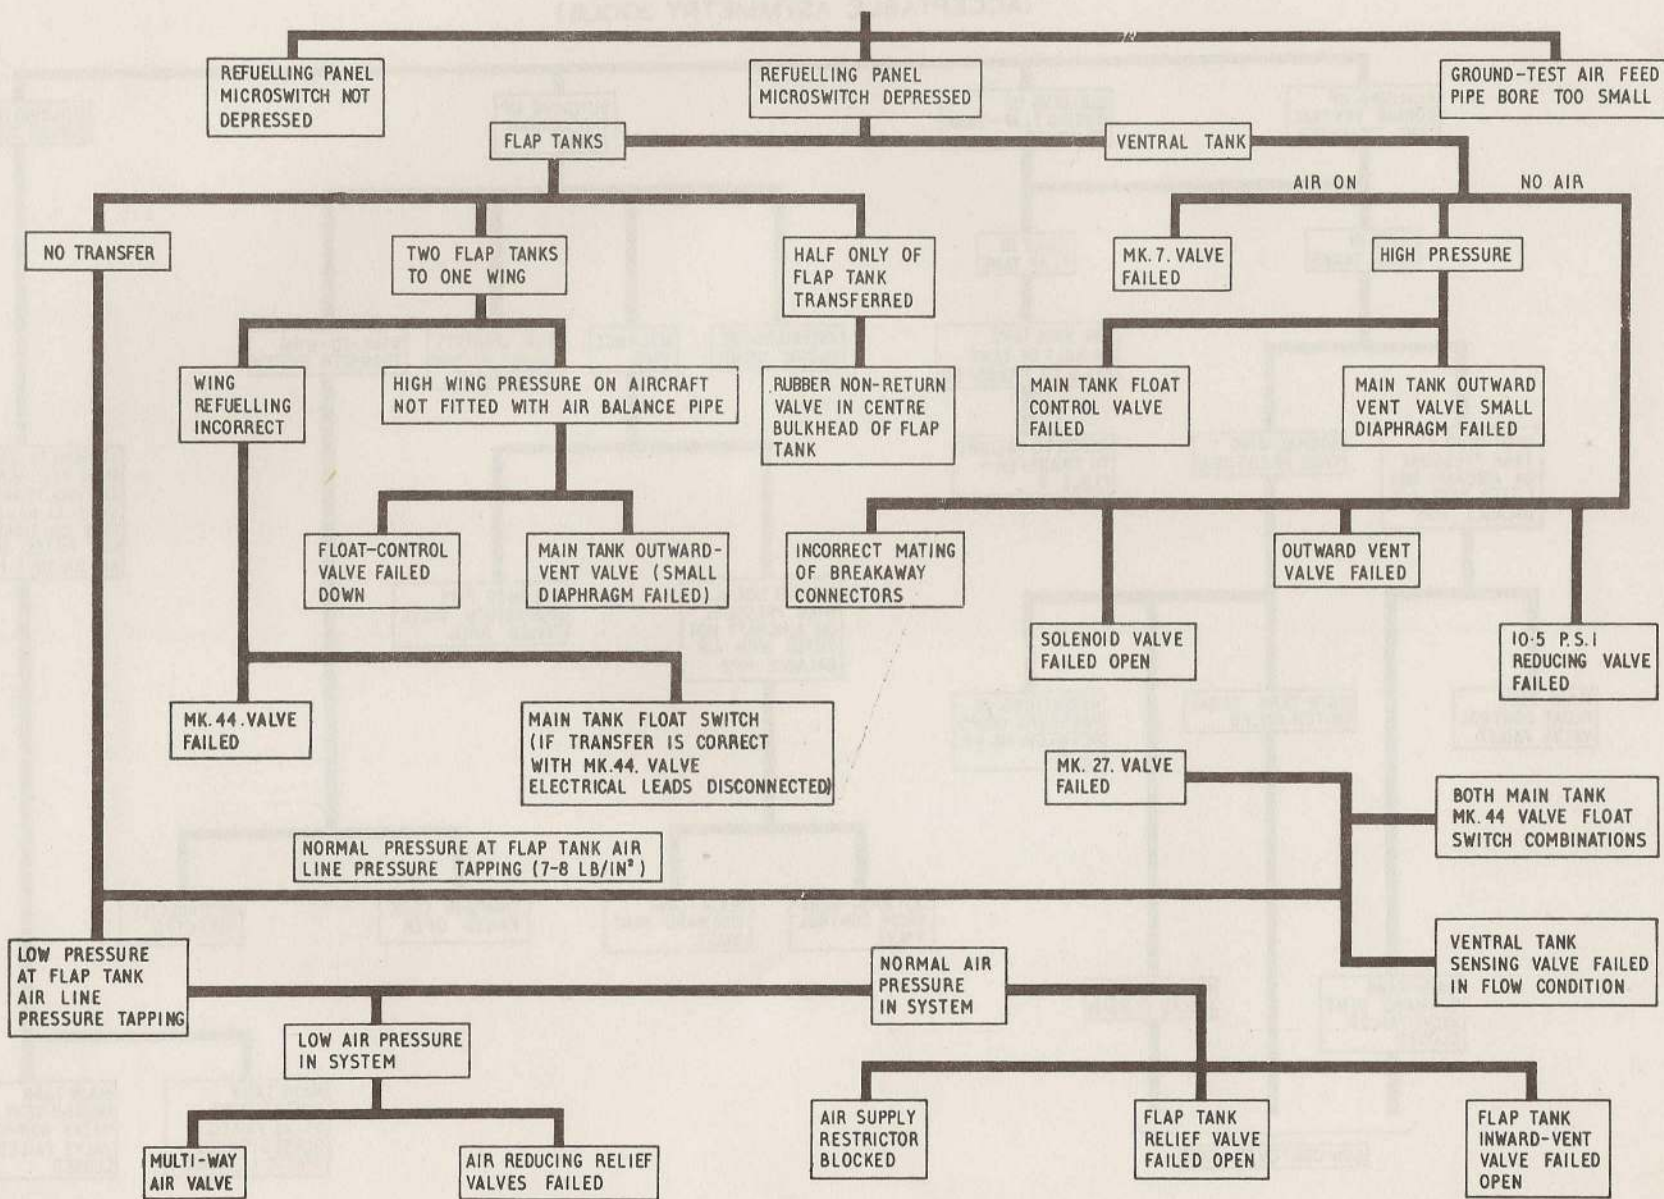 REFUELLING PANEL
MICROSWITCH NOT
DEPRESSED
REFUELLING PANEL
MICROSWITCH DEPRESSED
GROUND-TEST AIR FEED
PIPE BORE TOO SMALL
FLAP TANKS
VENTRAL TANK
AIR ON
NO AIR
NO TRANSFER
TWO FLAP TANKS
TO ONE WING
HALF ONLY OF
FLAP TANK
TRANSFERRED
MK.7.VALVE
FAILED
HIGH PRESSURE
WING
REFUELLING
INCORRECT
HIGH WING PRESSURE ON AIRCRAFT
NOT FITTED WITH AIR BALANCE PIPE
RUBBER NON-RETURN
VALVE IN CENTRE
BULKHEAD OF FLAP
TANK
MAIN TANK FLOAT
CONTROL VALVE
FAILED
MAIN TANK OUTWARD
VENT VALVE SMALL
DIAPHRAGM FAILED
FLOAT-CONTROL
VALVE FAILED
DOWN
MAIN TANK OUTWARD-
VENT VALVE (SMALL
DIAPHRAGM FAILED)
INCORRECT MATING
OF BREAKAWAY
CONNECTORS
OUTWARD VENT
VALVE FAILED
SOLENOID VALVE
FAILED OPEN
10·5 P.S.I
REDUCING VALVE
FAILED
MK.44.VALVE
FAILED
MAIN TANK FLOAT SWITCH
(IF TRANSFER IS CORRECT
WITH MK.44. VALVE
ELECTRICAL LEADS DISCONNECTED)
MK. 27. VALVE
FAILED
BOTH MAIN TANK
MK.44 VALVE FLOAT
SWITCH COMBINATIONS
NORMAL PRESSURE AT FLAP TANK AIR
LINE PRESSURE TAPPING (7-8 LB/IN²)
LOW PRESSURE
AT FLAP TANK
AIR LINE
PRESSURE TAPPING
NORMAL AIR
PRESSURE
IN SYSTEM
VENTRAL TANK
SENSING VALVE FAILED
IN FLOW CONDITION
LOW AIR PRESSURE
IN SYSTEM
AIR SUPPLY
RESTRICTOR
BLOCKED
FLAP TANK
RELIEF VALVE
FAILED OPEN
FLAP TANK
INWARD-VENT
VALVE FAILED
OPEN
MULTI-WAY
AIR VALVE
AIR REDUCING RELIEF
VALVES FAILED